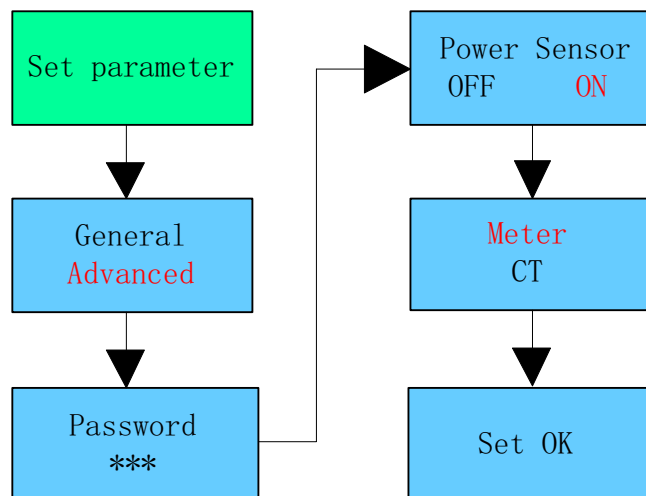 Set parameter
General
Advanced
Password
***
Power Sensor
OFF ON
Meter
CT
Set OK